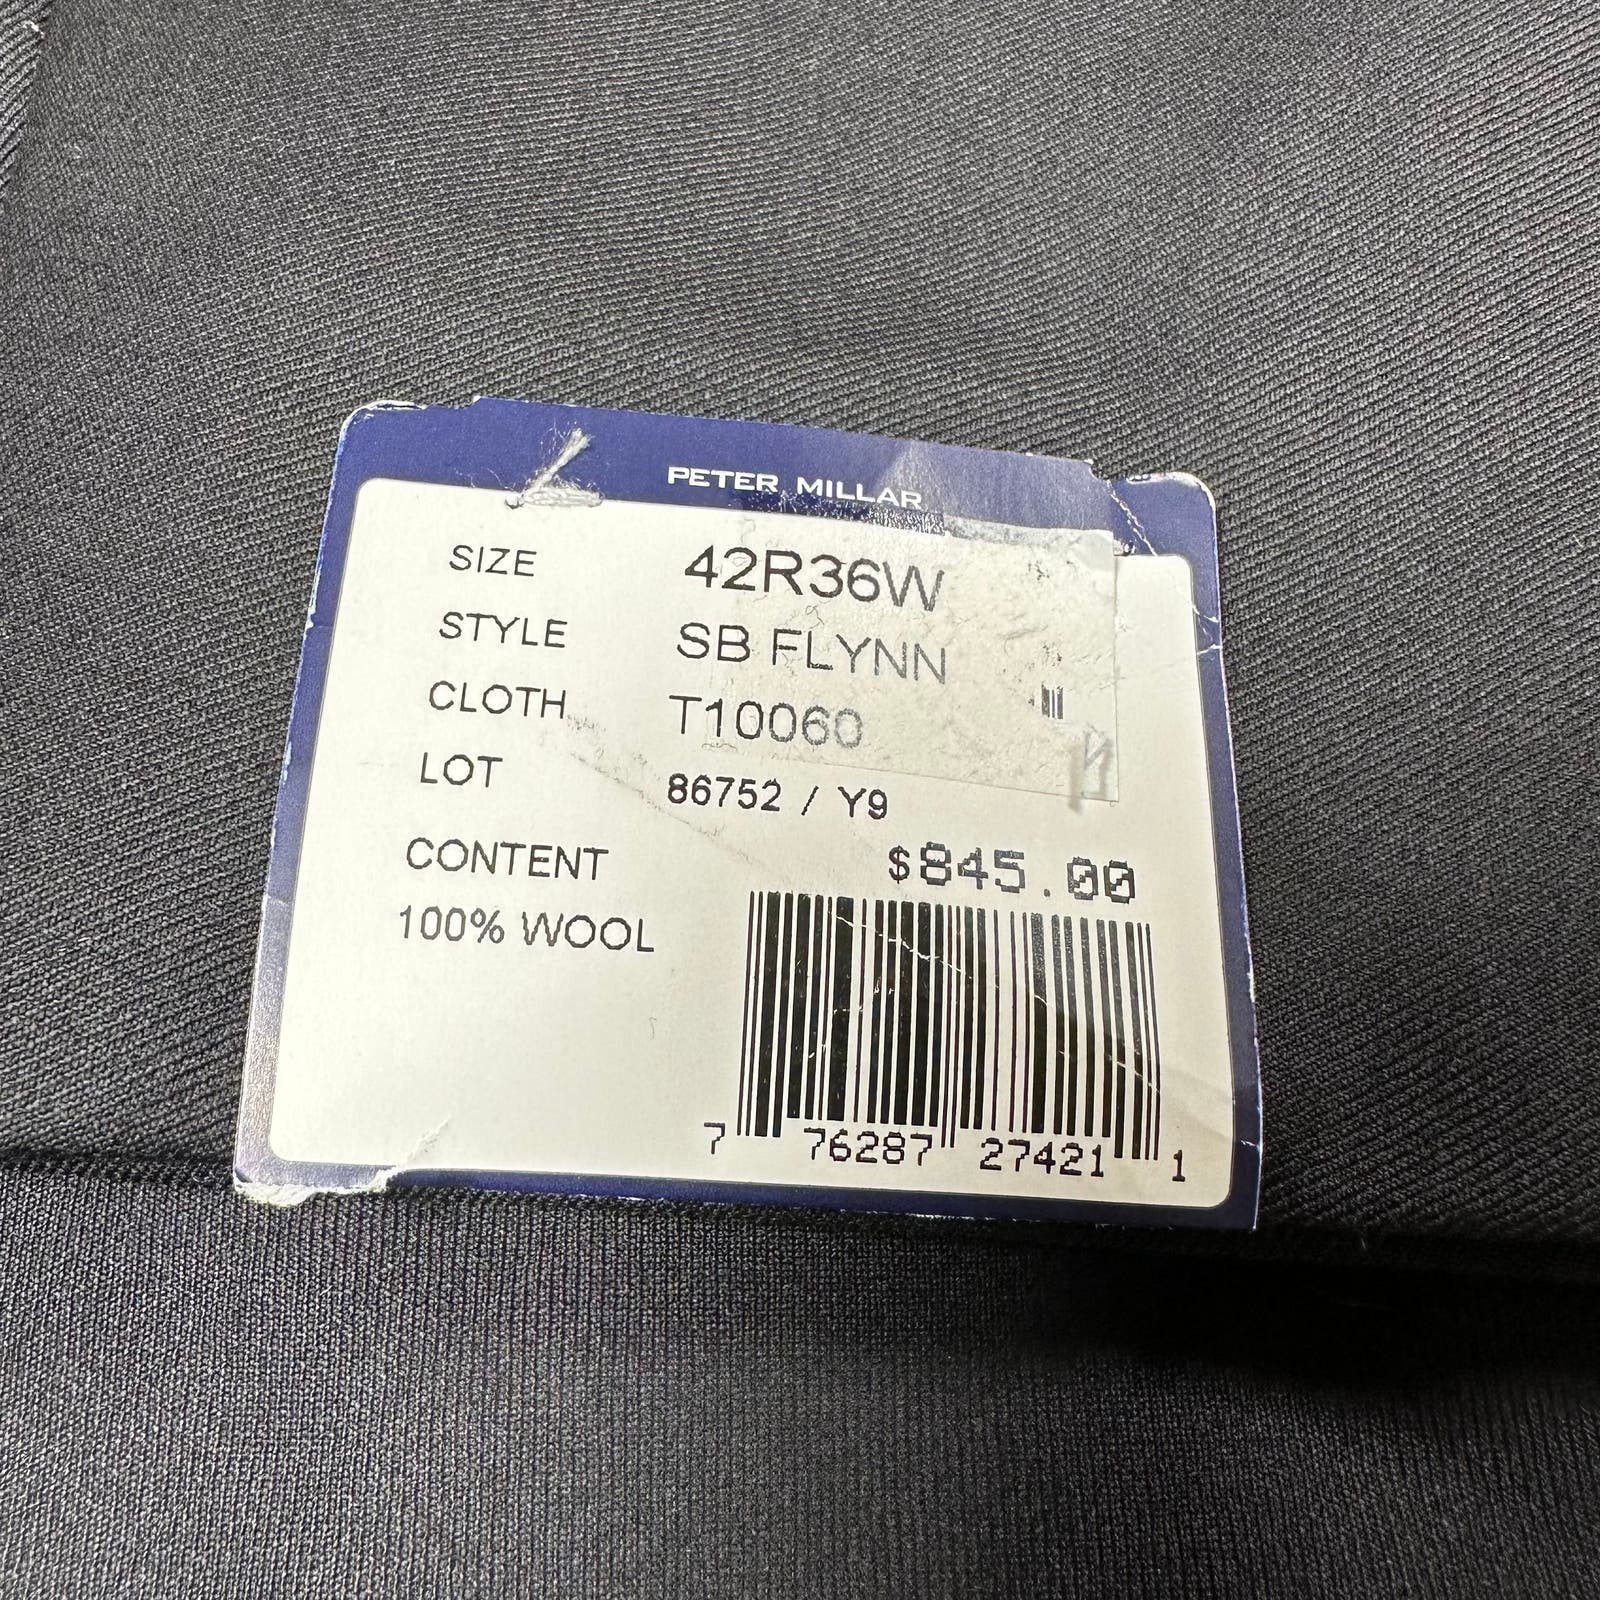 PETER MILLAR
SIZE 42R36W
STYLE SB FLYNN
CLOTH T10060
LOT 86752 / Y9
CONTENT
$845.00
100% WOOL
7 76287 27421 1